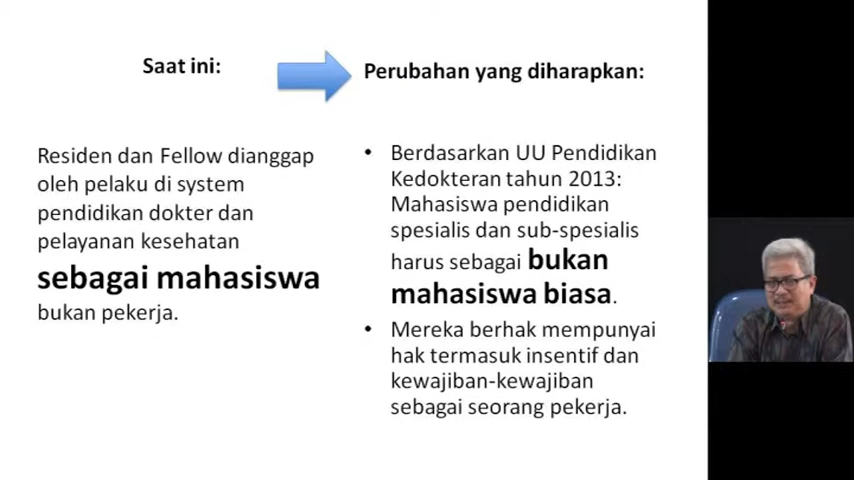 Saat ini:
Perubahan yang diharapkan:
Residen dan Fellow dianggap
oleh pelaku di system
pendidikan dokter dan
pelayanan kesehatan
sebagai mahasiswa
bukan pekerja.
• Berdasarkan UU Pendidikan
Kedokteran tahun 2013:
Mahasiswa pendidikan
spesialis dan sub-spesialis
harus sebagai bukan
mahasiswa biasa.
• Mereka berhak mempunyai
hak termasuk insentif dan
kewajiban-kewajiban
sebagai seorang pekerja.